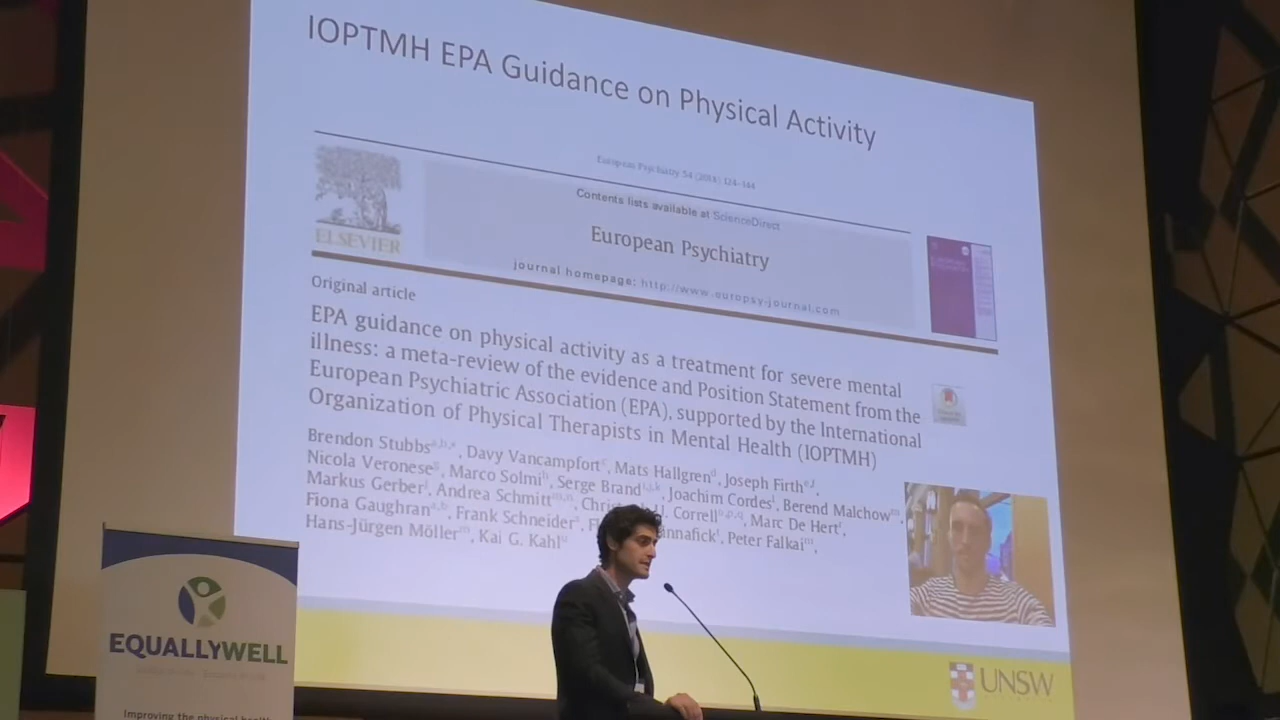 IOPTMH EPA Guidance on Physical Activity
European Psychiatry 54 (2018) 124–144
Contents lists available at ScienceDirect
European Psychiatry
journal homepage: http://www.europsy-journal.com
ELSEVIER
Original article
EPA guidance on physical activity as a treatment for severe mental
illness: a meta-review of the evidence and Position Statement from the
European Psychiatric Association (EPA), supported by the International
Organization of Physical Therapists in Mental Health (IOPTMH)
Brendon Stubbs, Davy Vancampfort, Mats Hallgren, Joseph Firth,
Nicola Veronese, Marco Solmi, Serge Brand, Joachim Cordes, Berend Malchow,
Markus Gerber, Andrea Schmitt, Correll, Marc De Hert,
Fiona Gaughran, Frank Schneider, Peter Falkai,
Hans-Jürgen Möller, Kai G. Kahl
UNSW
EQUALLYWELL
Improving the physical health